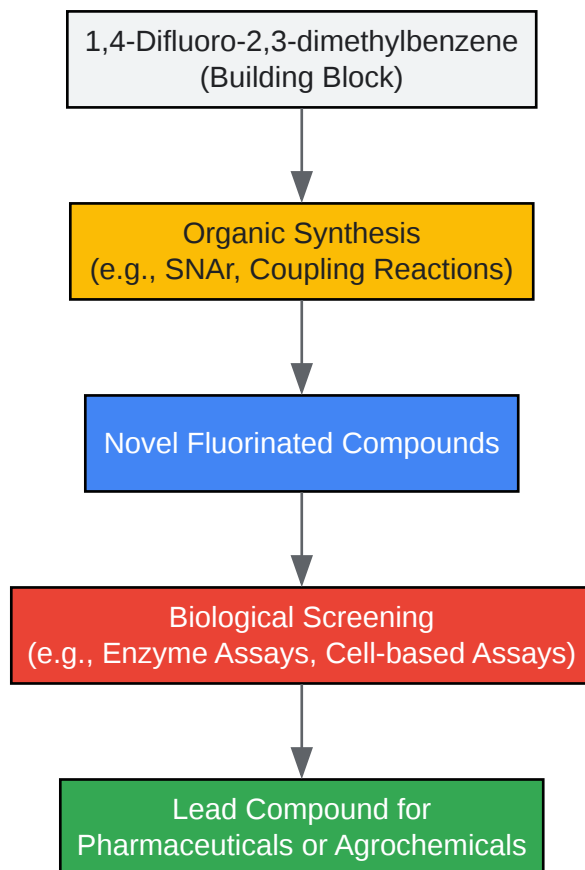 1,4-Difluoro-2,3-dimethylbenzene
(Building Block)
Organic Synthesis
(e.g., SNAr, Coupling Reactions)
Novel Fluorinated Compounds
Biological Screening
(e.g., Enzyme Assays, Cell-based Assays)
Lead Compound for
Pharmaceuticals or Agrochemicals